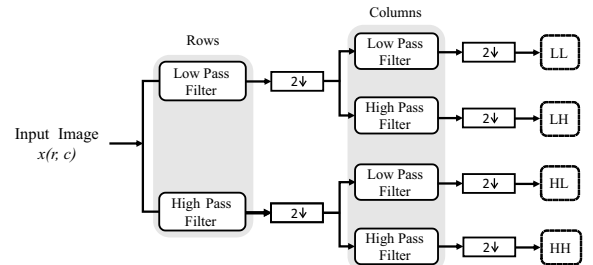 Columns
Rows
Low Pass
Filter
2↓
LL
Low Pass
Filter
2↓
High Pass
Filter
2↓
LH
Input Image
x(r, c)
Low Pass
Filter
2↓
HL
High Pass
Filter
2↓
High Pass
Filter
2↓
HH